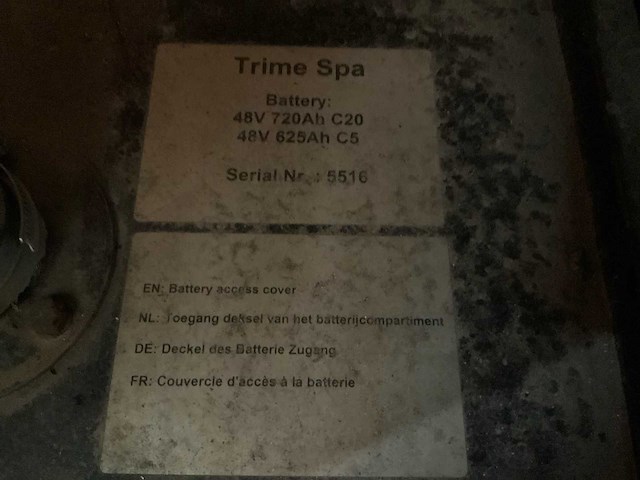 Trime Spa
Battery:
48V 720Ah C20
48V 625Ah C5
Serial Nr. : 5516
EN: Battery access cover
NL: Toegang deksel van het batterijcompartiment
DE: Deckel des Batterie Zugang
FR: Couvercle d'accès à la batterie